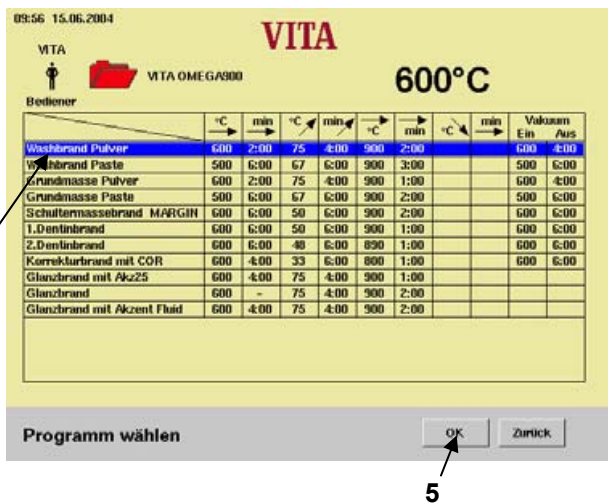 09:56 15.06.2004
VITA
VITA
VITA OMEGA900
600°C
Bediener
°C min °C min °C min °C min Vakuum
Ein Aus
Washbrand Pulver 600 2:00 75 4:00 900 2:00 600 4:00
Washbrand Paste 500 6:00 67 6:00 900 3:00 500 6:00
Grundmasse Pulver 600 2:00 75 4:00 900 1:00 600 4:00
Grundmasse Paste 500 6:00 67 6:00 900 2:00 500 6:00
Schultermassebrand MARGIN 600 6:00 50 6:00 900 2:00 600 6:00
1.Dentinbrand 600 6:00 50 6:00 900 1:00 600 6:00
2.Dentinbrand 600 6:00 48 6:00 890 1:00 600 6:00
Korrekturbrand mit COR 600 4:00 33 6:00 800 1:00 600 6:00
Glanzbrand mit Akz25 600 4:00 75 4:00 900 1:00
Glanzbrand 600 - 75 4:00 900 2:00
Glanzbrand mit Akzent Fluid 600 4:00 75 4:00 900 2:00
Programm wählen
OK
Zurück
5